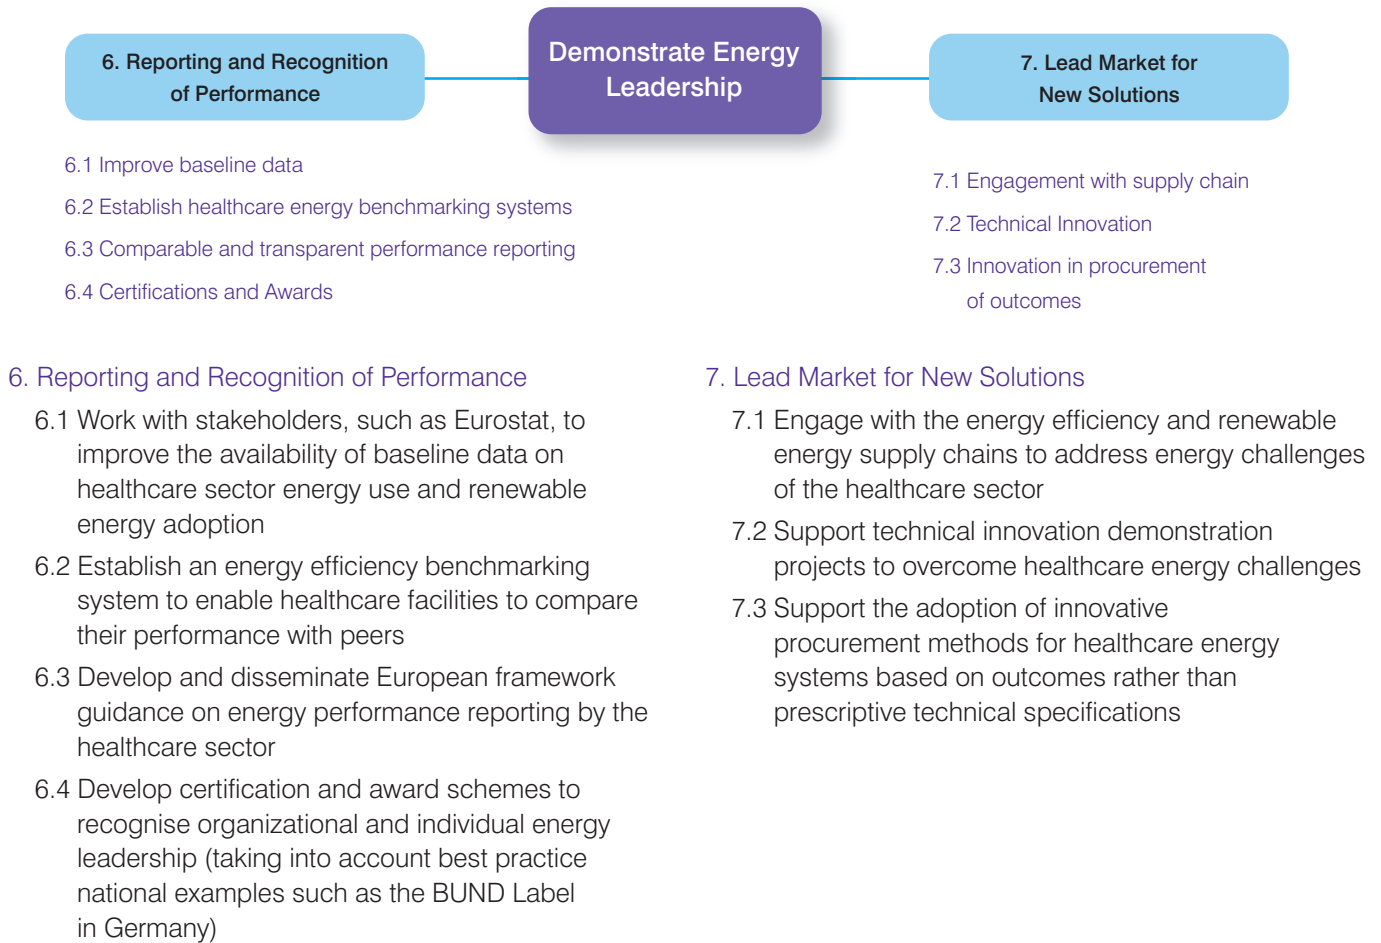 6. Reporting and Recognition
of Performance
Demonstrate Energy
Leadership
7. Lead Market for
New Solutions
6.1 Improve baseline data
6.2 Establish healthcare energy benchmarking systems
6.3 Comparable and transparent performance reporting
6.4 Certifications and Awards
7.1 Engagement with supply chain
7.2 Technical Innovation
7.3 Innovation in procurement
of outcomes
6. Reporting and Recognition of Performance
6.1 Work with stakeholders, such as Eurostat, to
improve the availability of baseline data on
healthcare sector energy use and renewable
energy adoption
6.2 Establish an energy efficiency benchmarking
system to enable healthcare facilities to compare
their performance with peers
6.3 Develop and disseminate European framework
guidance on energy performance reporting by the
healthcare sector
6.4 Develop certification and award schemes to
recognise organizational and individual energy
leadership (taking into account best practice
national examples such as the BUND Label
in Germany)
7. Lead Market for New Solutions
7.1 Engage with the energy efficiency and renewable
energy supply chains to address energy challenges
of the healthcare sector
7.2 Support technical innovation demonstration
projects to overcome healthcare energy challenges
7.3 Support the adoption of innovative
procurement methods for healthcare energy
systems based on outcomes rather than
prescriptive technical specifications